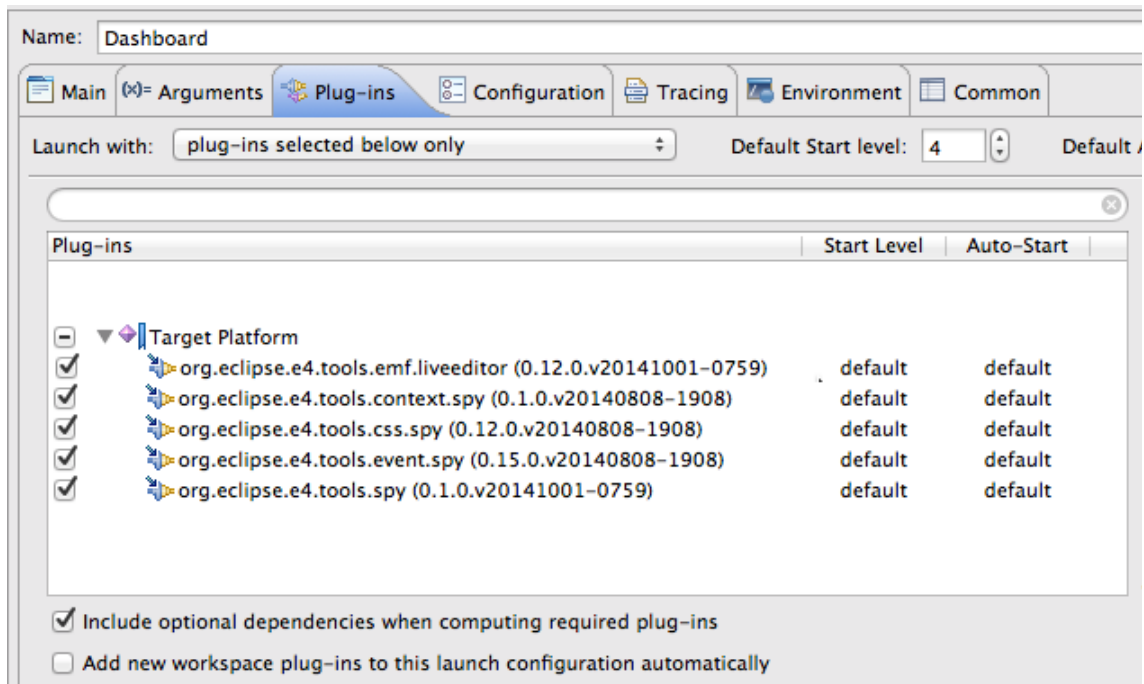 Name: Dashboard
Main (x)= Arguments Plug-ins Configuration Tracing Environment Common
Launch with: plug-ins selected below only Default Start level: 4 Default A
Plug-ins Start Level Auto-Start
Target Platform
org.eclipse.e4.tools.emf.liveeditor (0.12.0.v20141001-0759) default default
org.eclipse.e4.tools.context.spy (0.1.0.v20140808-1908) default default
org.eclipse.e4.tools.css.spy (0.12.0.v20140808-1908) default default
org.eclipse.e4.tools.event.spy (0.15.0.v20140808-1908) default default
org.eclipse.e4.tools.spy (0.1.0.v20141001-0759) default default
Include optional dependencies when computing required plug-ins
Add new workspace plug-ins to this launch configuration automatically